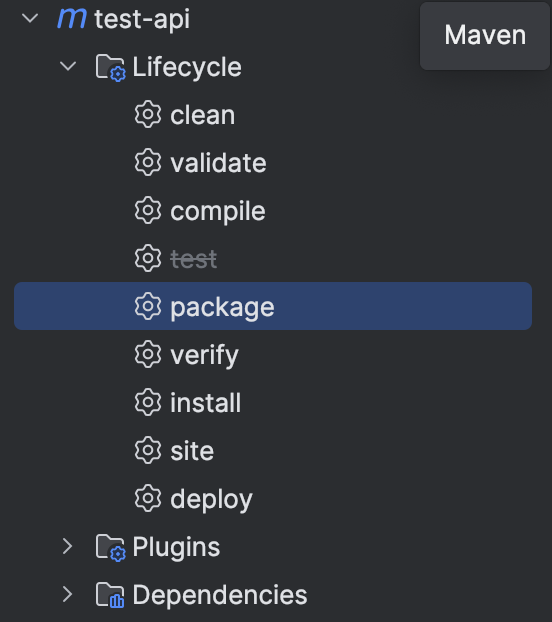 m test-api
Maven
Lifecycle
clean
validate
compile
test
package
verify
install
site
deploy
Plugins
Dependencies